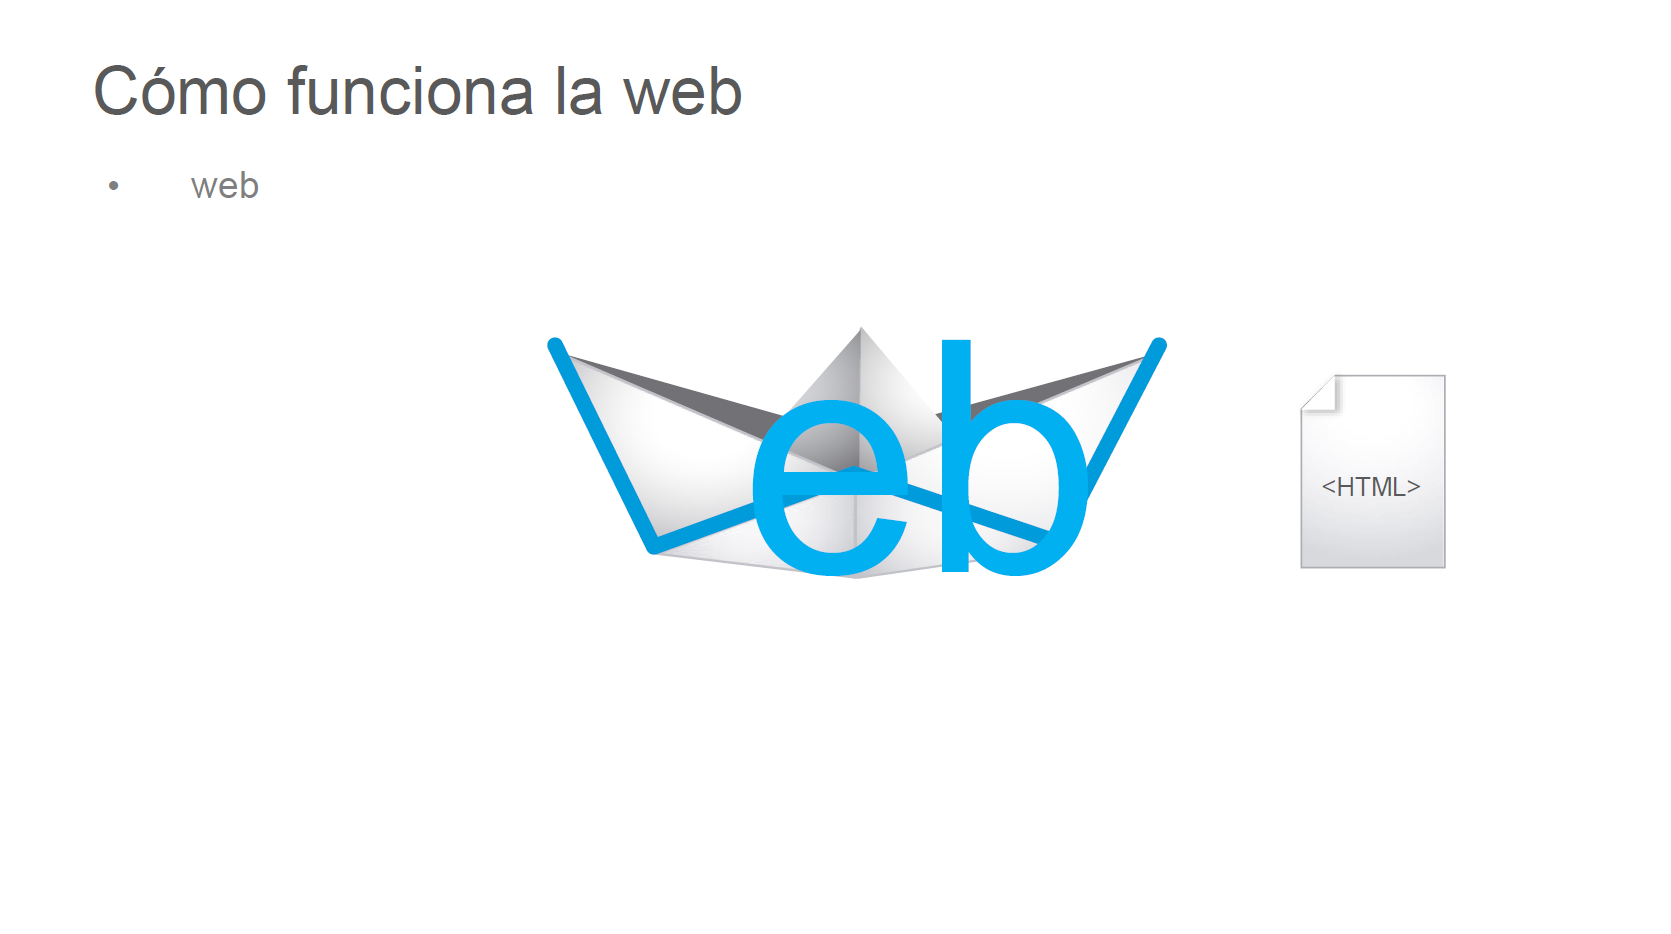 Cómo funciona la web
• web
eb
<HTML>